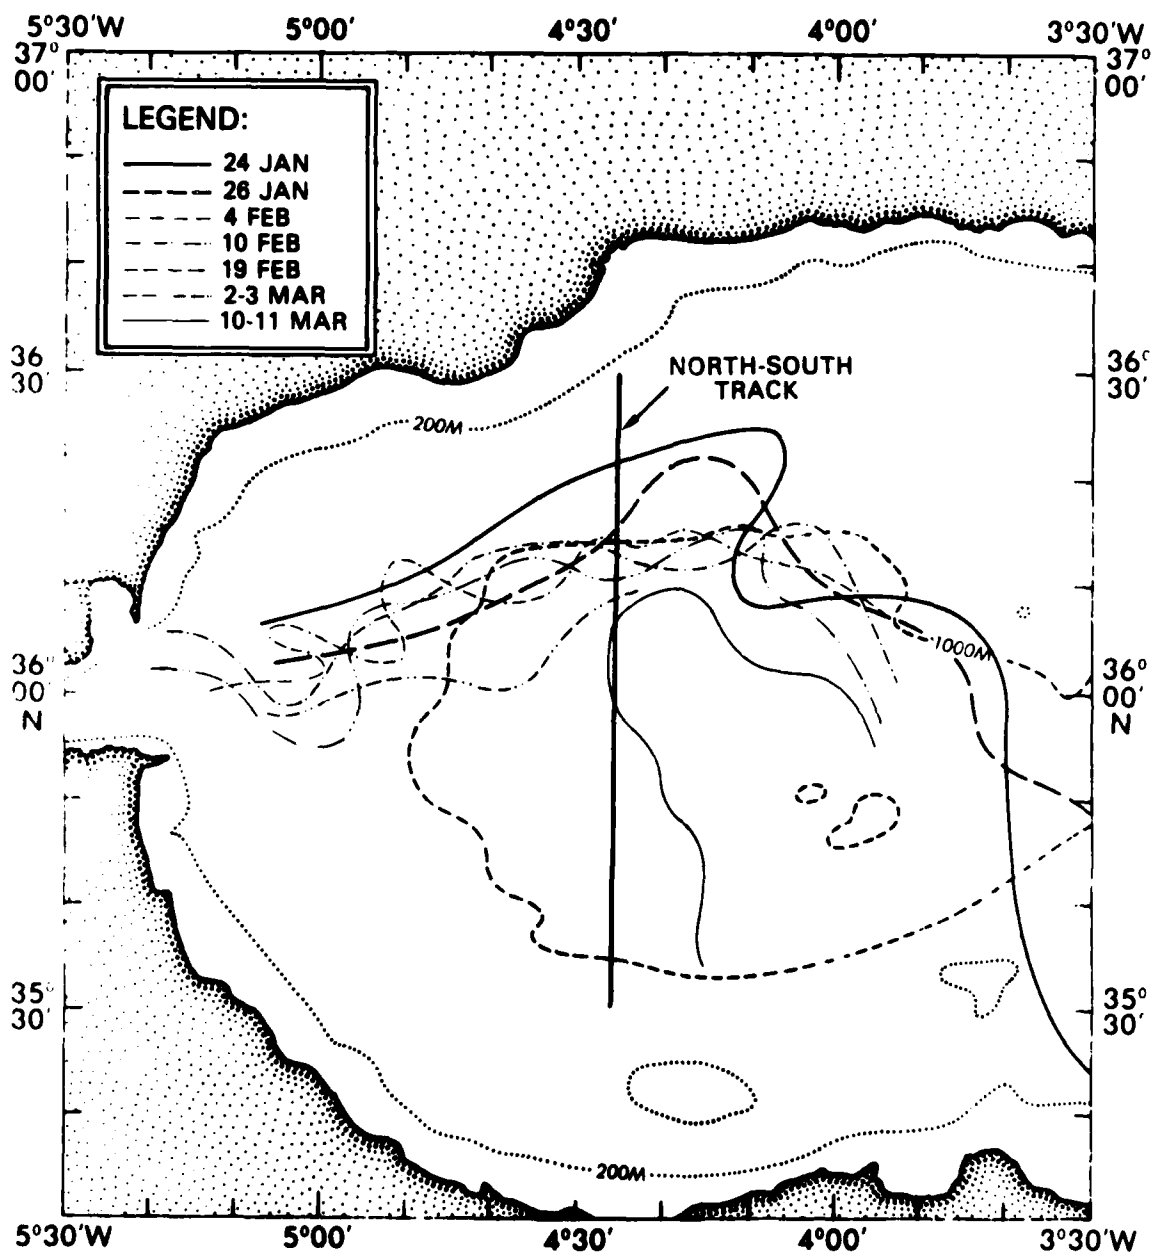 5°30'W 5°00' 4°30' 4°00' 3°30'W
37° 00'
37° 00'
LEGEND:
24 JAN
26 JAN
4 FEB
10 FEB
19 FEB
2-3 MAR
10-11 MAR
36 30'
36° 30'
NORTH-SOUTH
TRACK
200M
1000M
36° 00'
N
36° 00'
N
35° 30'
35° 30'
200M
5°30'W 5°00' 4°30' 4°00' 3°30'W